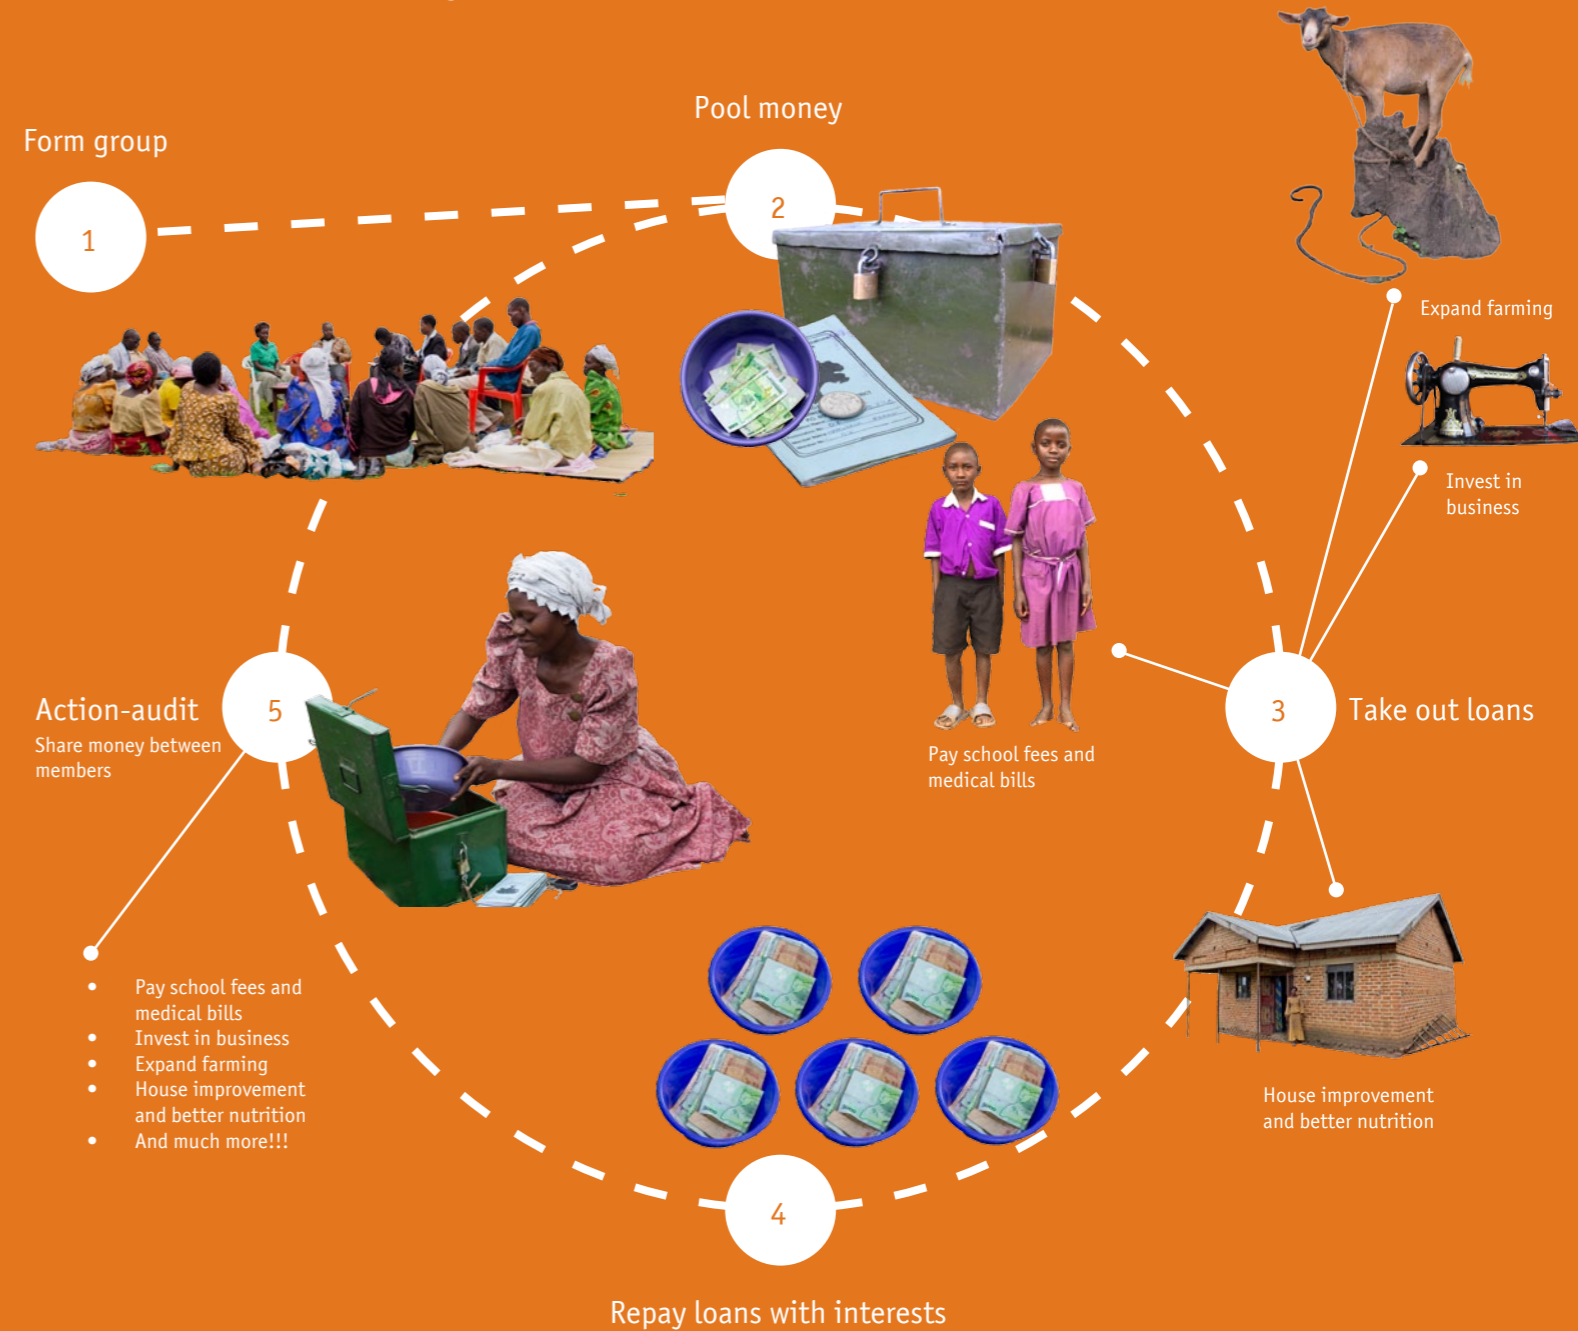 Form group
1
Pool money
2
Expand farming
Invest in
business
3
Take out loans
Pay school fees and
medical bills
House improvement
and better nutrition
4
Repay loans with interests
Action-audit
5
Share money between
members
• Pay school fees and
medical bills
• Invest in business
• Expand farming
• House improvement
and better nutrition
• And much more!!!